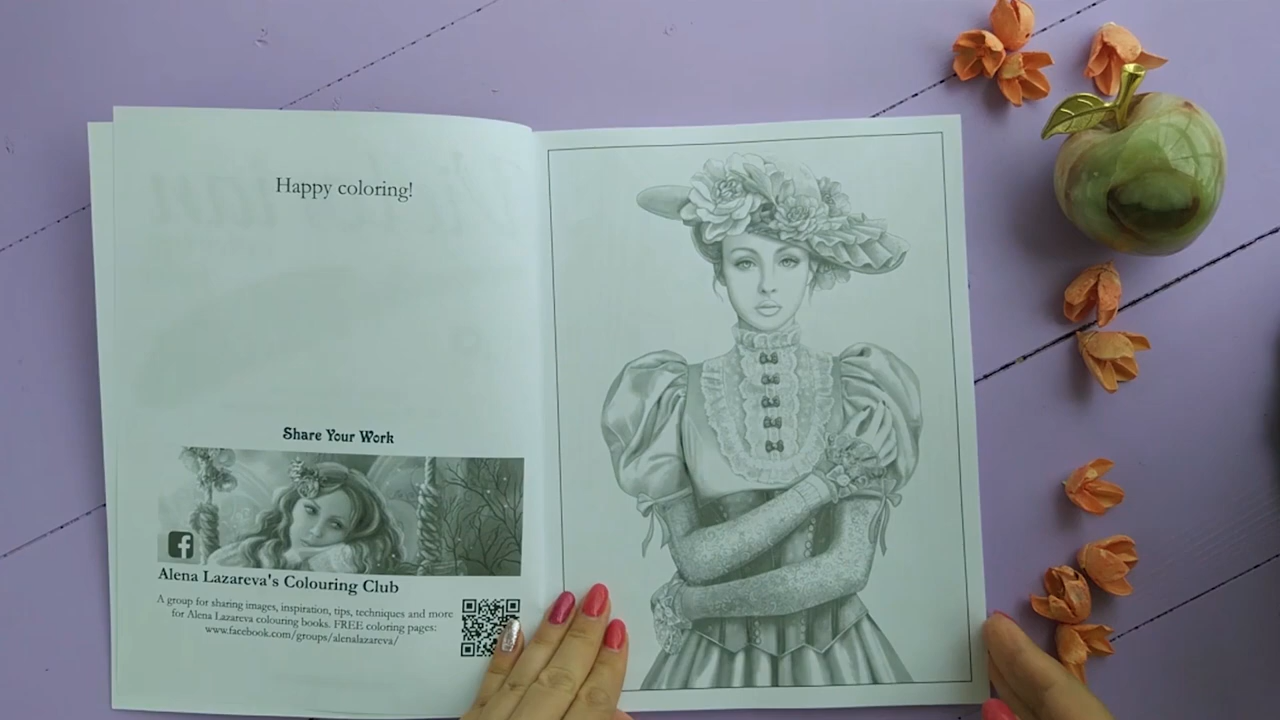 Happy coloring!
Share Your Work
Alena Lazareva's Colouring Club
A group for sharing images, inspiration, tips, techniques and more
for Alena Lazareva colouring books. FREE coloring pages:
www.facebook.com/groups/alenalazareva/